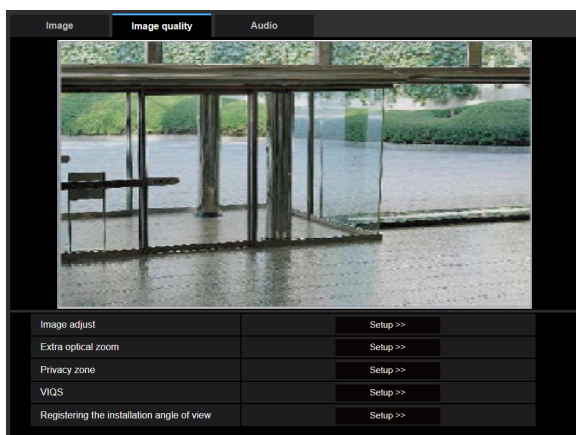 Image Image quality Audio
Image adjust Setup >>
Extra optical zoom Setup >>
Privacy zone Setup >>
VIQS Setup >>
Registering the installation angle of view Setup >>